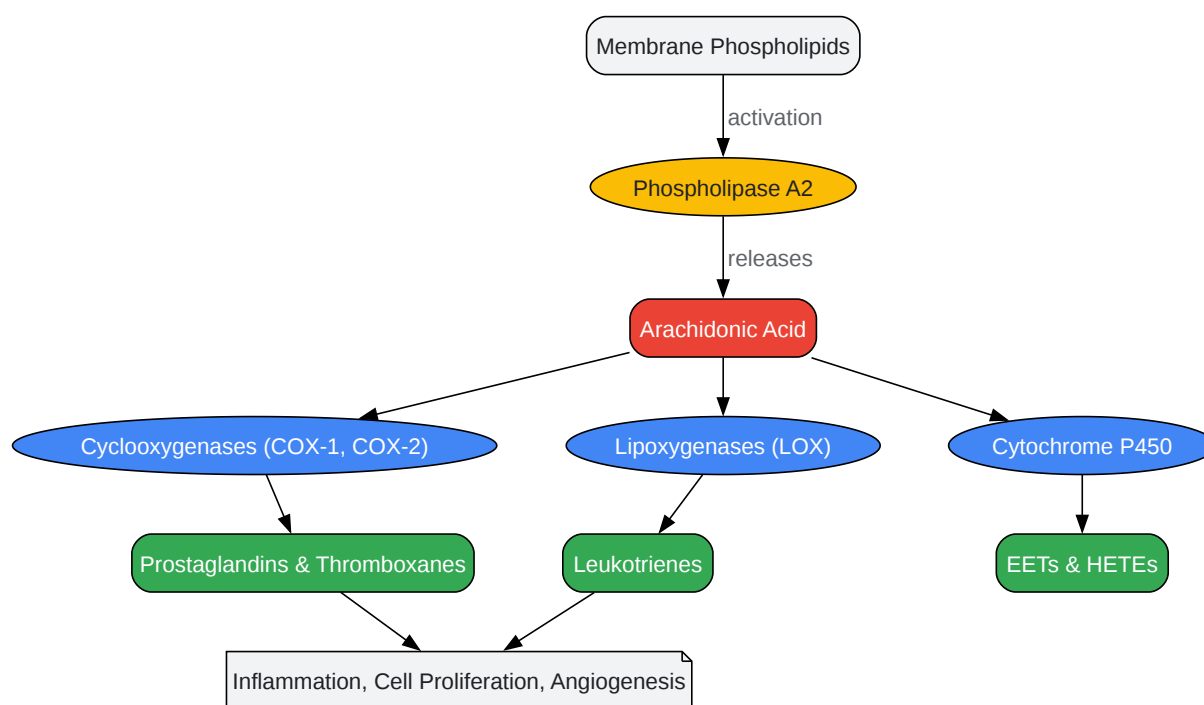 Membrane Phospholipids
activation
Phospholipase A2
releases
Arachidonic Acid
Cyclooxygenases (COX-1, COX-2)
Lipoxygenases (LOX)
Cytochrome P450
Prostaglandins & Thromboxanes
Leukotrienes
EETs & HETEs
Inflammation, Cell Proliferation, Angiogenesis